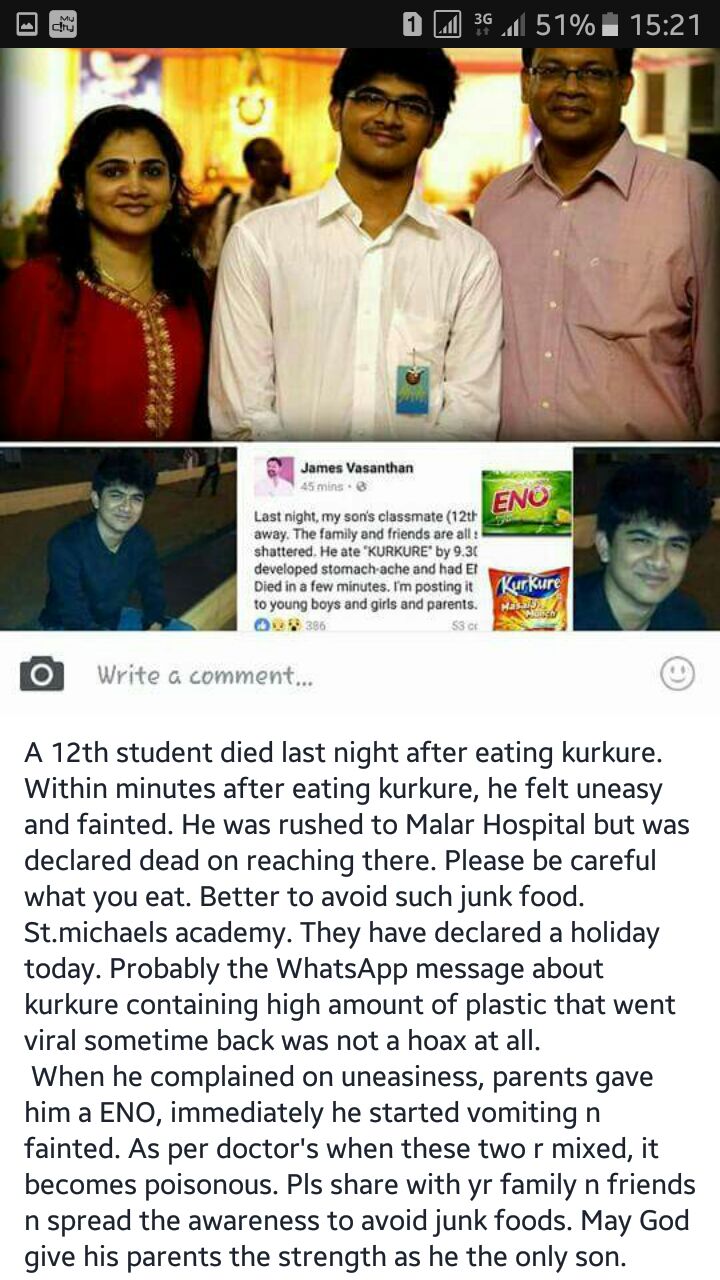 My
city
1
3G
51%
15:21
James Vasanthan
45 mins
Last night, my son's classmate (12th
away. The family and friends are all
shattered. He ate "KURKURE" by 9.30
developed stomach-ache and had
Died in a few minutes. I'm posting it
to young boys and girls and parents.
386
53
ENO
Kurkure
Masala
Munch
Write a comment...
A 12th student died last night after eating kurkure.
Within minutes after eating kurkure, he felt uneasy
and fainted. He was rushed to Malar Hospital but was
declared dead on reaching there. Please be careful
what you eat. Better to avoid such junk food.
St.michaels academy. They have declared a holiday
today. Probably the WhatsApp message about
kurkure containing high amount of plastic that went
viral sometime back was not a hoax at all.
When he complained on uneasiness, parents gave
him a ENO, immediately he started vomiting n
fainted. As per doctor's when these two r mixed, it
becomes poisonous. Pls share with yr family n friends
n spread the awareness to avoid junk foods. May God
give his parents the strength as he the only son.